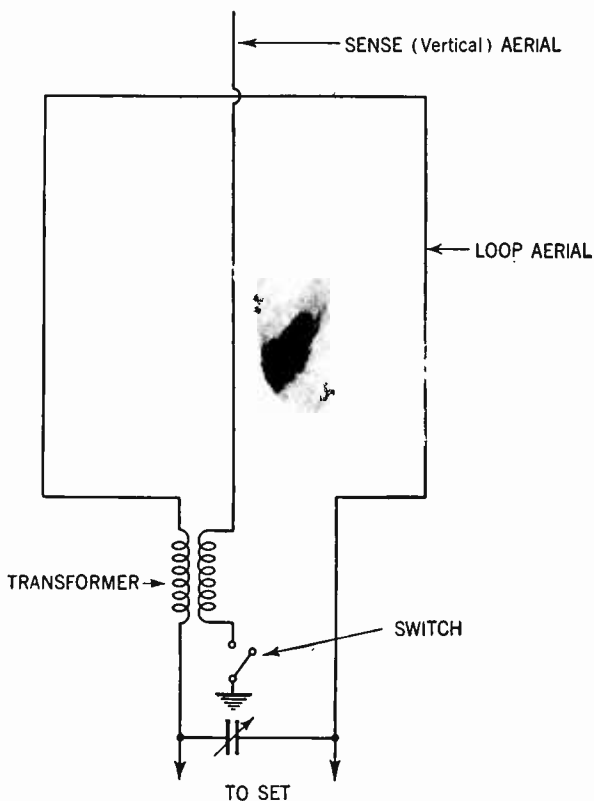 SENSE (Vertical) AERIAL
LOOP AERIAL
TRANSFORMER
SWITCH
TO SET